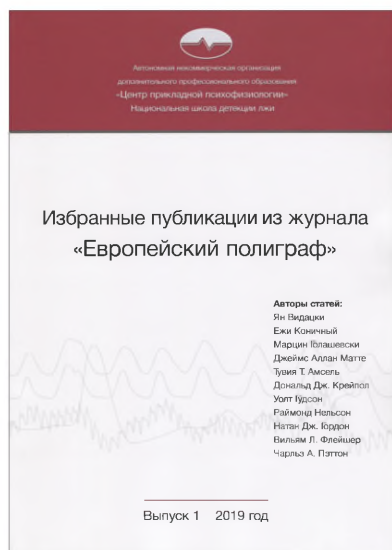 Автономная некоммерческая организация
дополнительного профессионального образования
«Центр прикладной психофизиологии»
Национальная школа детекции лжи
Избранные публикации из журнала
«Европейский полиграф»
Авторы статей:
Ян Видацки
Ежи Коничный
Марцин Голашевски
Джеймс Аллан Матте
Тувия Т. Амсель
Дональд Дж. Крейпол
Уолт Гудсон
Раймонд Нельсон
Натан Дж. Гордон
Вильям Л. Флейшер
Чарльз А. Пэттон
Выпуск 1 2019 год